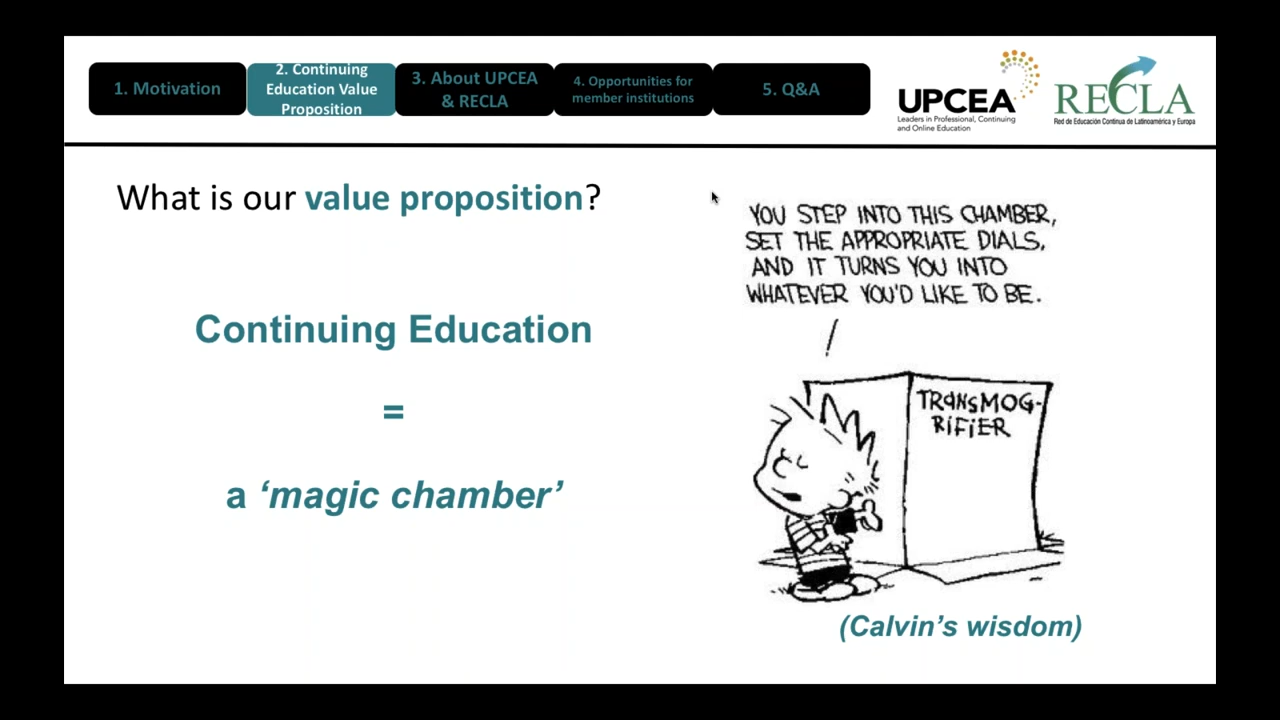 1. Motivation
2. Continuing
Education Value
Proposition
3. About UPCEA
& RECLA
4. Opportunities for
member institutions
5. Q&A
UPCEA
Leaders in Professional, Continuing
and Online Education
RECLA
Red de Educación Continua de Latinoamérica y Europa
What is our value proposition?
Continuing Education
=
a ‘magic chamber’
YOU STEP INTO THIS CHAMBER,
SET THE APPROPRIATE DIALS,
AND IT TURNS YOU INTO
WHATEVER YOU'D LIKE TO BE.
TRANSMOG-
RIFIER
(Calvin’s wisdom)